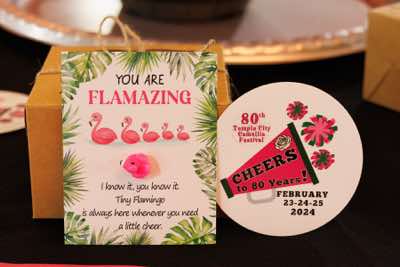 YOU ARE
FLAMAZING
I know it, you know it.
Tiny Flamingo
is always here whenever you need
a little cheer.
80th
Temple City
Camellia
Festival
CHEERS
to 80 Years!
FEBRUARY
23-24-25
2024